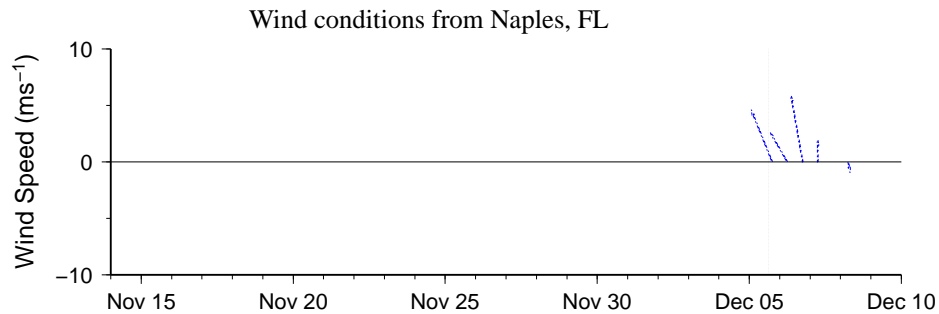 Wind conditions from Naples, FL
Wind Speed (ms⁻¹)
10
0
−10
Nov 15 Nov 20 Nov 25 Nov 30 Dec 05 Dec 10